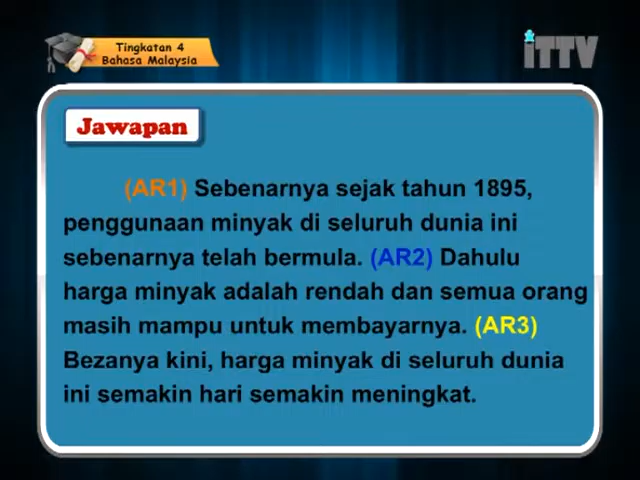 Tingkatan 4
Bahasa Malaysia
iTTV
Jawapan
(AR1) Sebenarnya sejak tahun 1895,
penggunaan minyak di seluruh dunia ini
sebenarnya telah bermula. (AR2) Dahulu
harga minyak adalah rendah dan semua orang
masih mampu untuk membayarnya. (AR3)
Bezanya kini, harga minyak di seluruh dunia
ini semakin hari semakin meningkat.